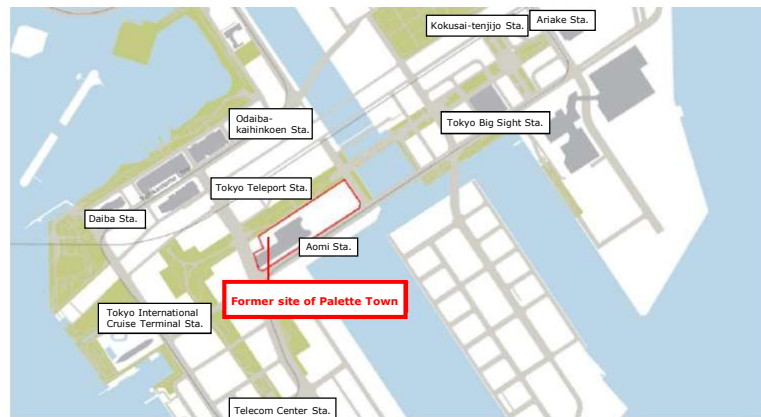 Kokusai-tenjijo Sta.
Ariake Sta.
Odaiba-
kaihinkoen Sta.
Tokyo Big Sight Sta.
Tokyo Teleport Sta.
Daiba Sta.
Aomi Sta.
Former site of Palette Town
Tokyo International
Cruise Terminal Sta.
Telecom Center Sta.